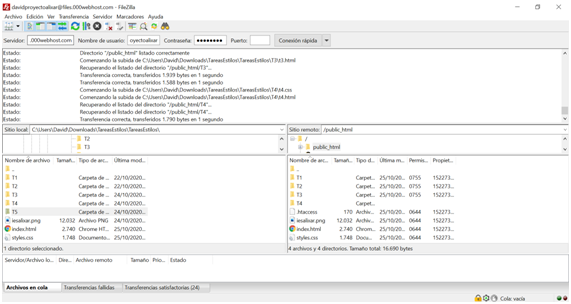 davidproyectoalixar@files.000webhost.com - FileZilla
Archivo Edición Ver Transferencia Servidor Marcadores Ayuda
Servidor: .000webhost.com Nombre de usuario: oyectoalixar Contraseña: ●●●●●●●● Puerto: Conexión rápida
Estado: Directorio "/public_html" listado correctamente
Estado: Comenzando la subida de C:\Users\David\Downloads\TareasEstilos\TareasEstilos\T3\t3.html
Estado: Recuperando el listado del directorio "/public_html/T3"...
Estado: Transferencia correcta, transferidos 1.939 bytes en 1 segundo
Estado: Transferencia correcta, transferidos 1.588 bytes en 1 segundo
Estado: Comenzando la subida de C:\Users\David\Downloads\TareasEstilos\TareasEstilos\T4\t4.css
Estado: Comenzando la subida de C:\Users\David\Downloads\TareasEstilos\TareasEstilos\T4\t4.html
Estado: Recuperando el listado del directorio "/public_html/T4"...
Estado: Recuperando el listado del directorio "/public_html/T4"...
Estado: Transferencia correcta, transferidos 1.790 bytes en 1 segundo
Sitio local: C:\Users\David\Downloads\TareasEstilos\TareasEstilos\ Sitio remoto: /public_html
T2 /
T3 public_html
Nombre de archivo Tamañ... Tipo de arc... Última mod... Nombre de arc... Tamañ... Tipo d... Última m... Permis... Propiet...
.. ..
T1 Carpeta de ... 22/10/2020... T1 Carpet... 25/10/20... 0755 152273...
T2 Carpeta de ... 22/10/2020... T2 Carpet... 25/10/20... 0755 152273...
T3 Carpeta de ... 24/10/2020... T3 Carpet... 25/10/20... 0755 152273...
T4 Carpeta de ... 24/10/2020... T4 Carpet...
T5 Carpeta de ... 24/10/2020... .htaccess 170 Archiv... 25/10/20... 0644 152273...
iesalixar.png 12.032 Archivo PNG 24/10/2020... iesalixar.png 12.032 Archiv... 25/10/20... 0644 152273...
index.html 2.740 Chrome HT... 25/10/2020... index.html 2.740 Chrom... 25/10/20... 0644 152273...
styles.css 1.748 Documento... 25/10/2020... styles.css 1.748 Docum... 25/10/20... 0644 152273...
1 directorio seleccionado. 4 archivos y 4 directorios. Tamaño total: 16.690 bytes
Servidor/Archivo lo... Dire... Archivo remoto Tamaño Prio... Estado
Archivos en cola Transferencias fallidas Transferencias satisfactorias (24)
Cola: vacía